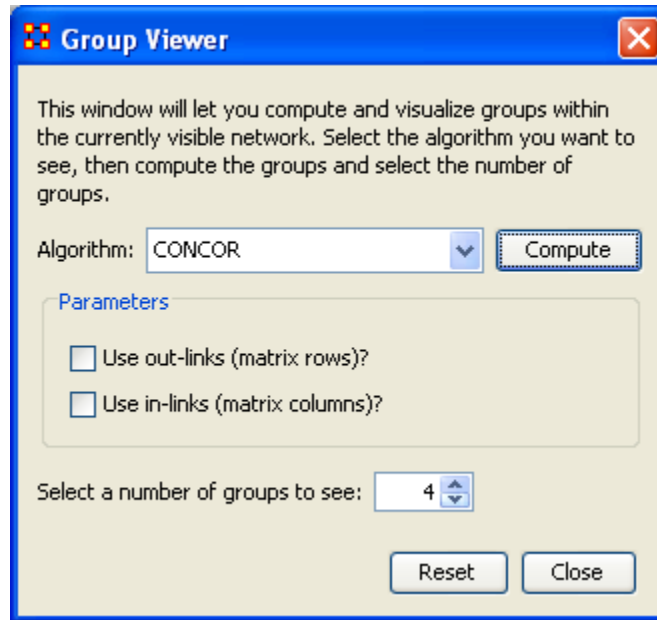 Group Viewer
This window will let you compute and visualize groups within
the currently visible network. Select the algorithm you want to
see, then compute the groups and select the number of
groups.
Algorithm: CONCOR Compute
Parameters
Use out-links (matrix rows)?
Use in-links (matrix columns)?
Select a number of groups to see: 4
Reset Close